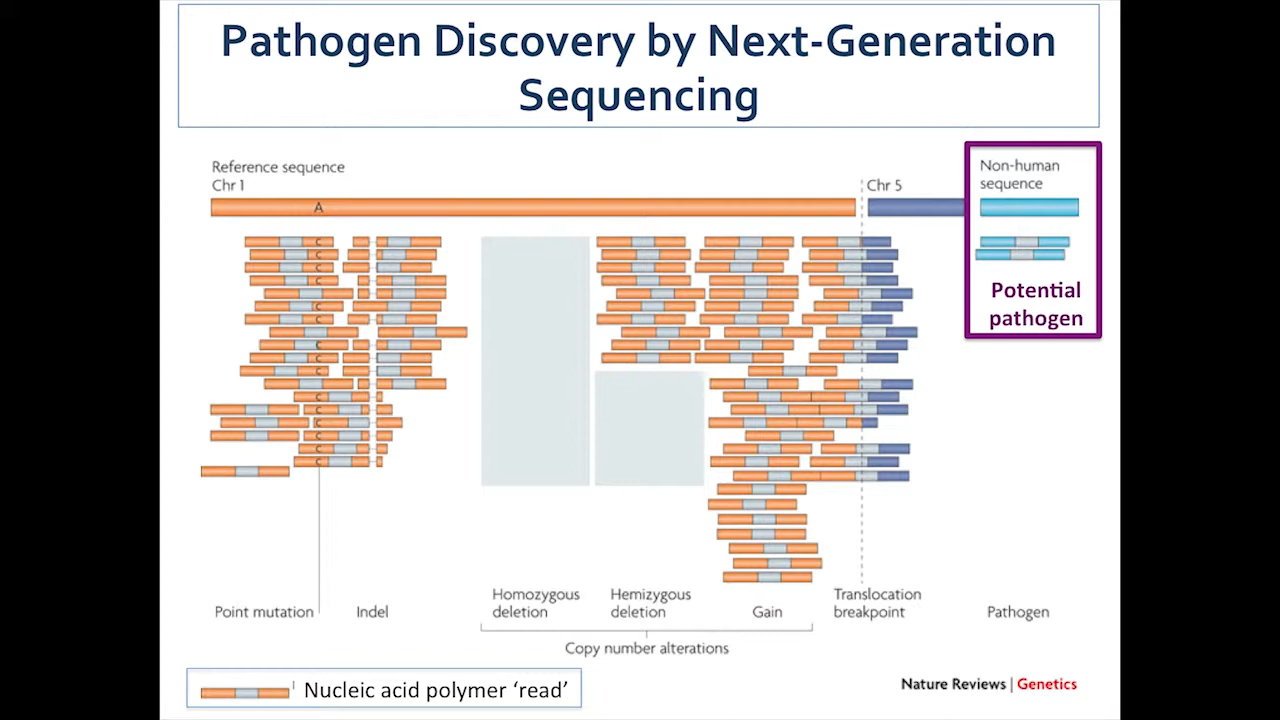 Pathogen Discovery by Next-Generation
Sequencing
Reference sequence
Chr 1
A
Chr 5
Non-human
sequence
Potential
pathogen
Point mutation
Indel
Homozygous
deletion
Hemizygous
deletion
Gain
Translocation
breakpoint
Pathogen
Copy number alterations
Nucleic acid polymer ‘read’
Nature Reviews | Genetics